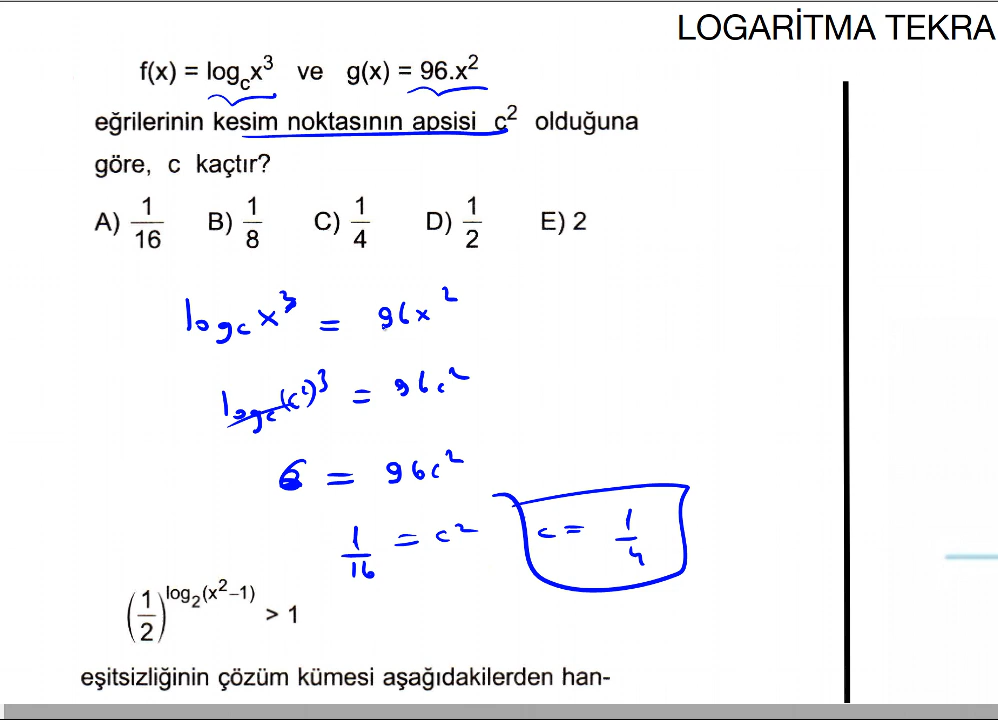 LOGARİTMA TEKRA
f(x) = log_c x³ ve g(x) = 96.x²
eğrilerinin kesim noktasının apsisi c² olduğuna
göre, c kaçtır?
A) 1/16 B) 1/8 C) 1/4 D) 1/2 E) 2
log_c x³ = 96x²
log_c (c²)³ = 96c²
6 = 96c²
1/16 = c² c = 1/4
(1/2)^log₂(x²–1) > 1
eşitsizliğinin çözüm kümesi aşağıdakilerden han-